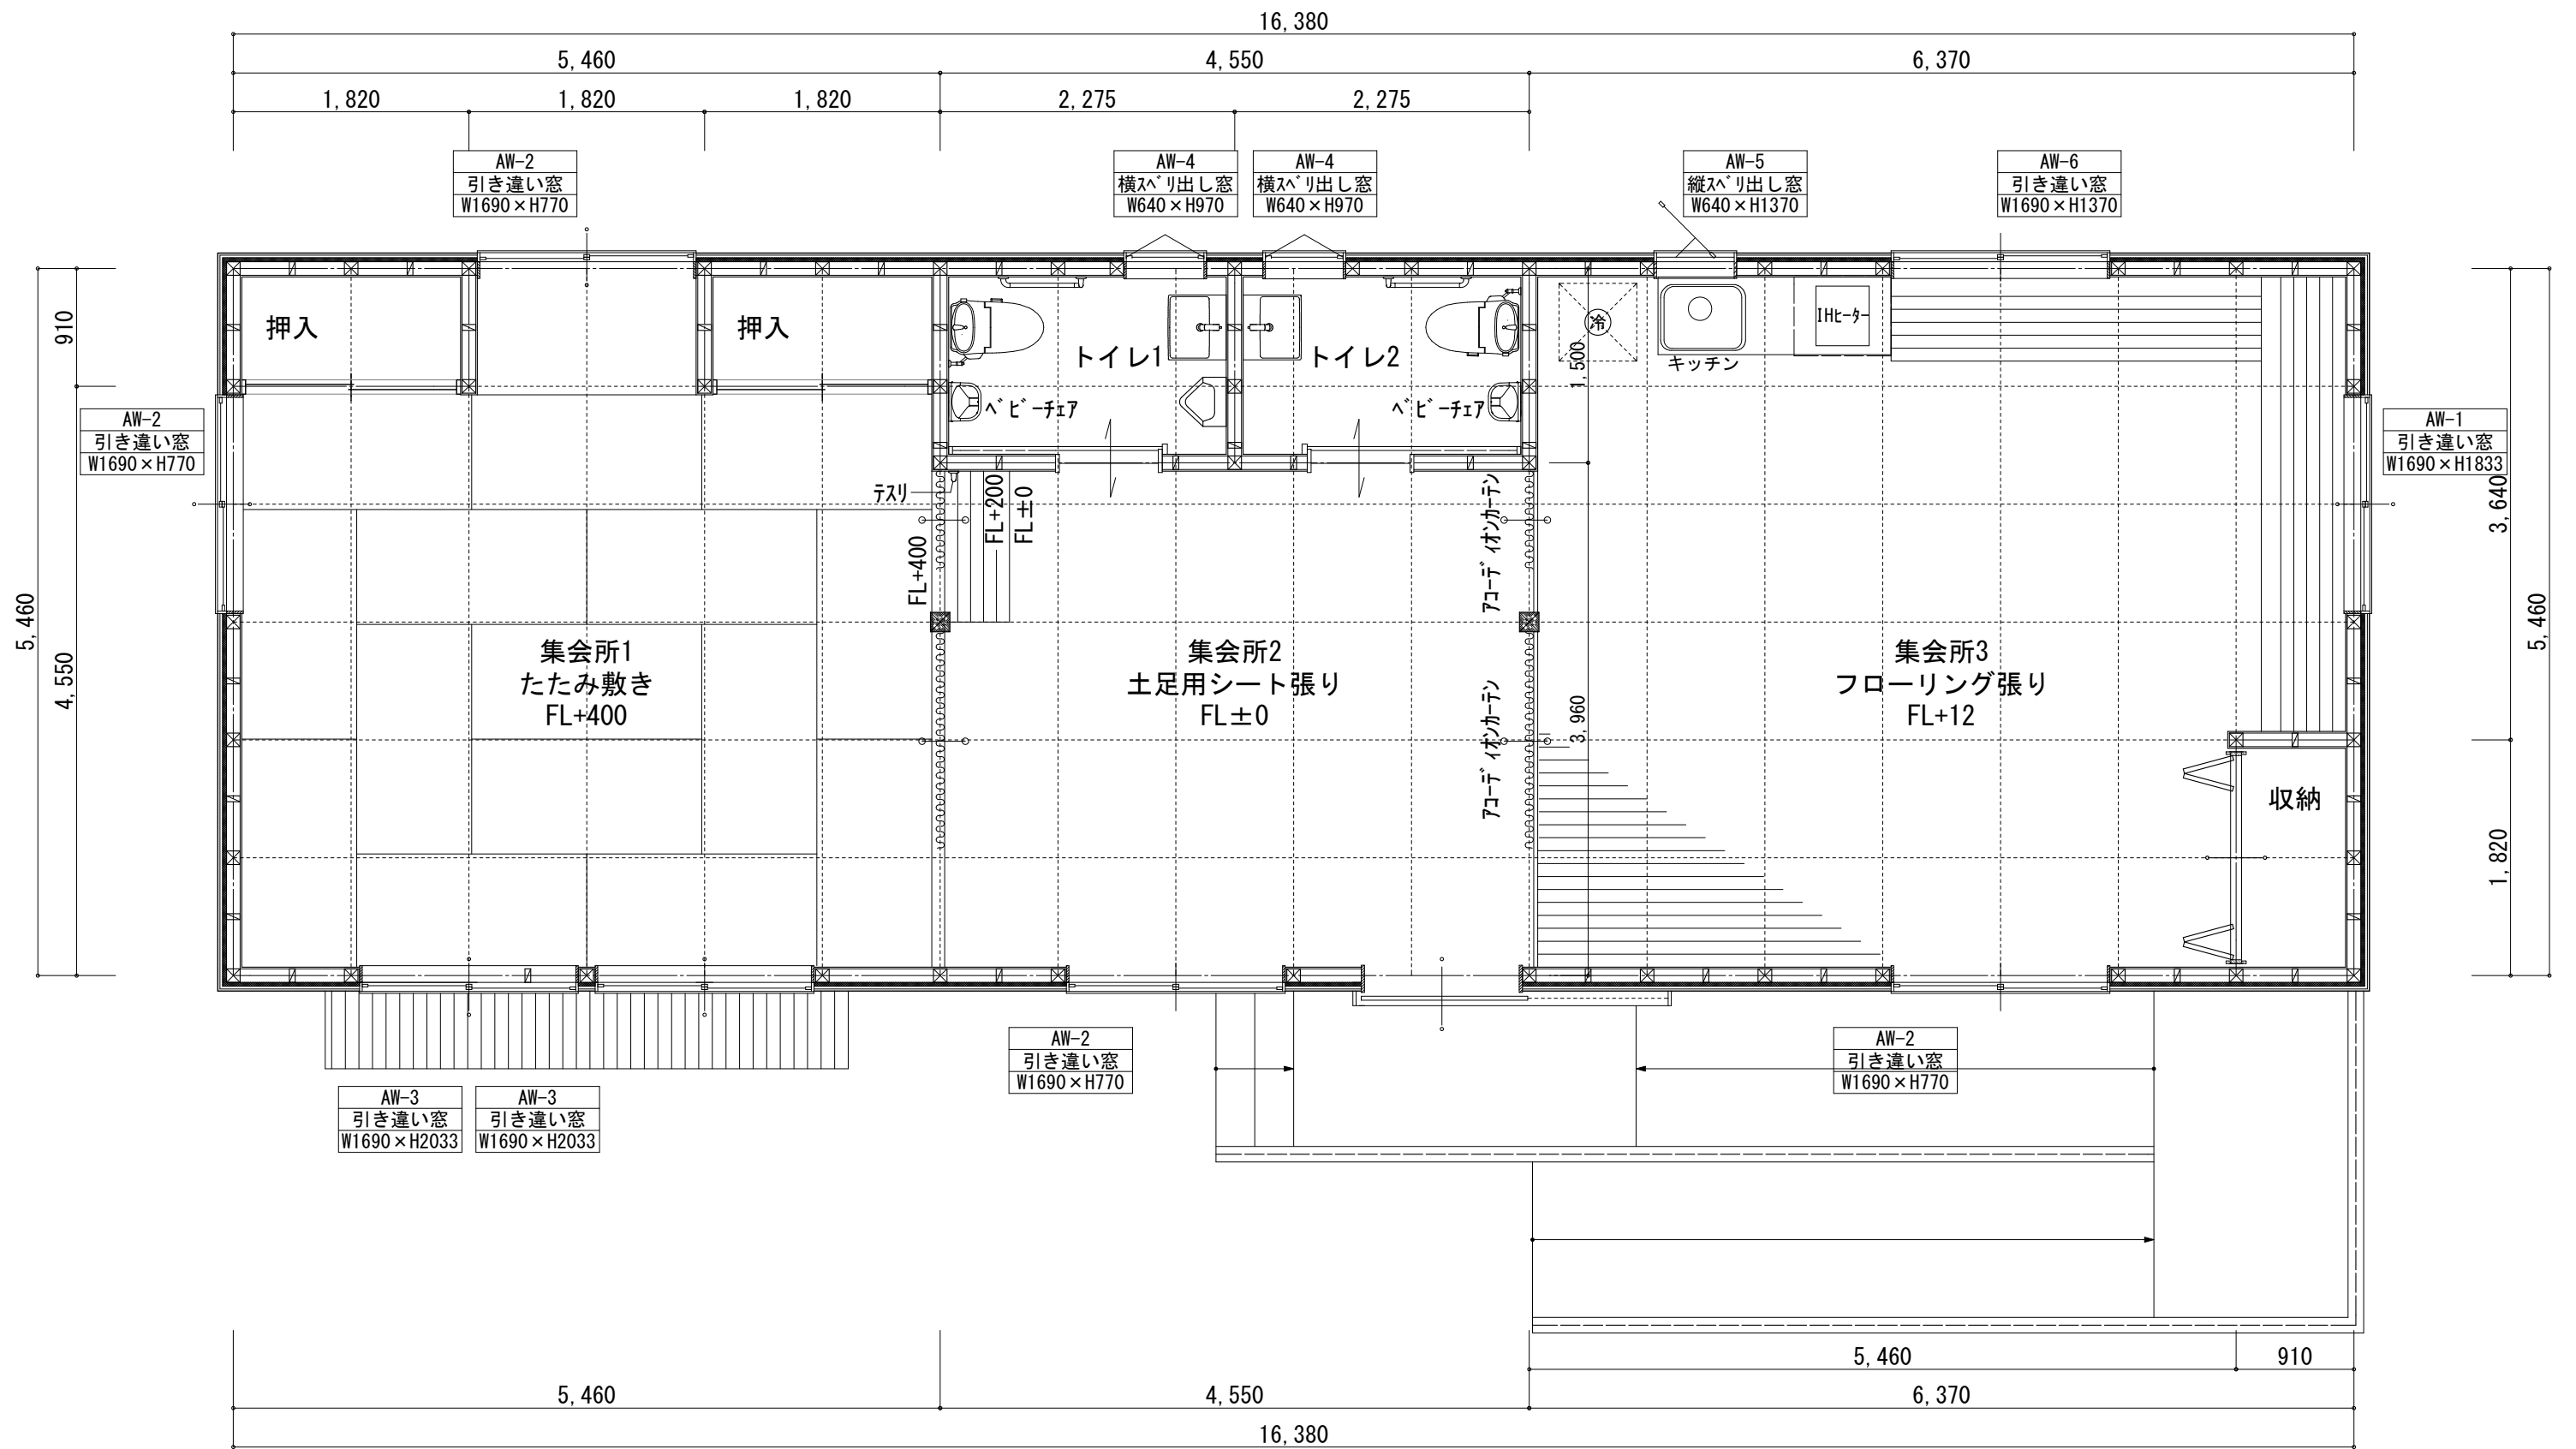 16,380
5,460
4,550
6,370
1,820
1,820
1,820
2,275
2,275
AW-2
引き違い窓
W1690×H770
AW-4
横スベリ出し窓
W640×H970
AW-4
横スベリ出し窓
W640×H970
AW-5
縦スベリ出し窓
W640×H1370
AW-6
引き違い窓
W1690×H1370
910
5,460
4,550
AW-2
引き違い窓
W1690×H770
押入
押入
トイレ1
トイレ2
ベビーチェア
ベビーチェア
冷
1,500
キッチン
IHヒーター
AW-1
引き違い窓
W1690×H1833
3,640
5,460
1,820
テスリ
FL+400
FL+200
FL±0
アコーディオンカーテン
アコーディオンカーテン
3,960
集会所1
たたみ敷き
FL+400
集会所2
土足用シート張り
FL±0
集会所3
フローリング張り
FL+12
収納
AW-3
引き違い窓
W1690×H2033
AW-3
引き違い窓
W1690×H2033
AW-2
引き違い窓
W1690×H770
AW-2
引き違い窓
W1690×H770
5,460
910
5,460
4,550
6,370
16,380